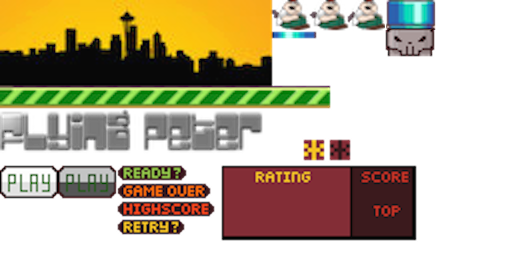 Flying Peter
PLAY PLAY
READY?
GAME OVER
HIGHSCORE
RETRY?
RATING
SCORE
TOP